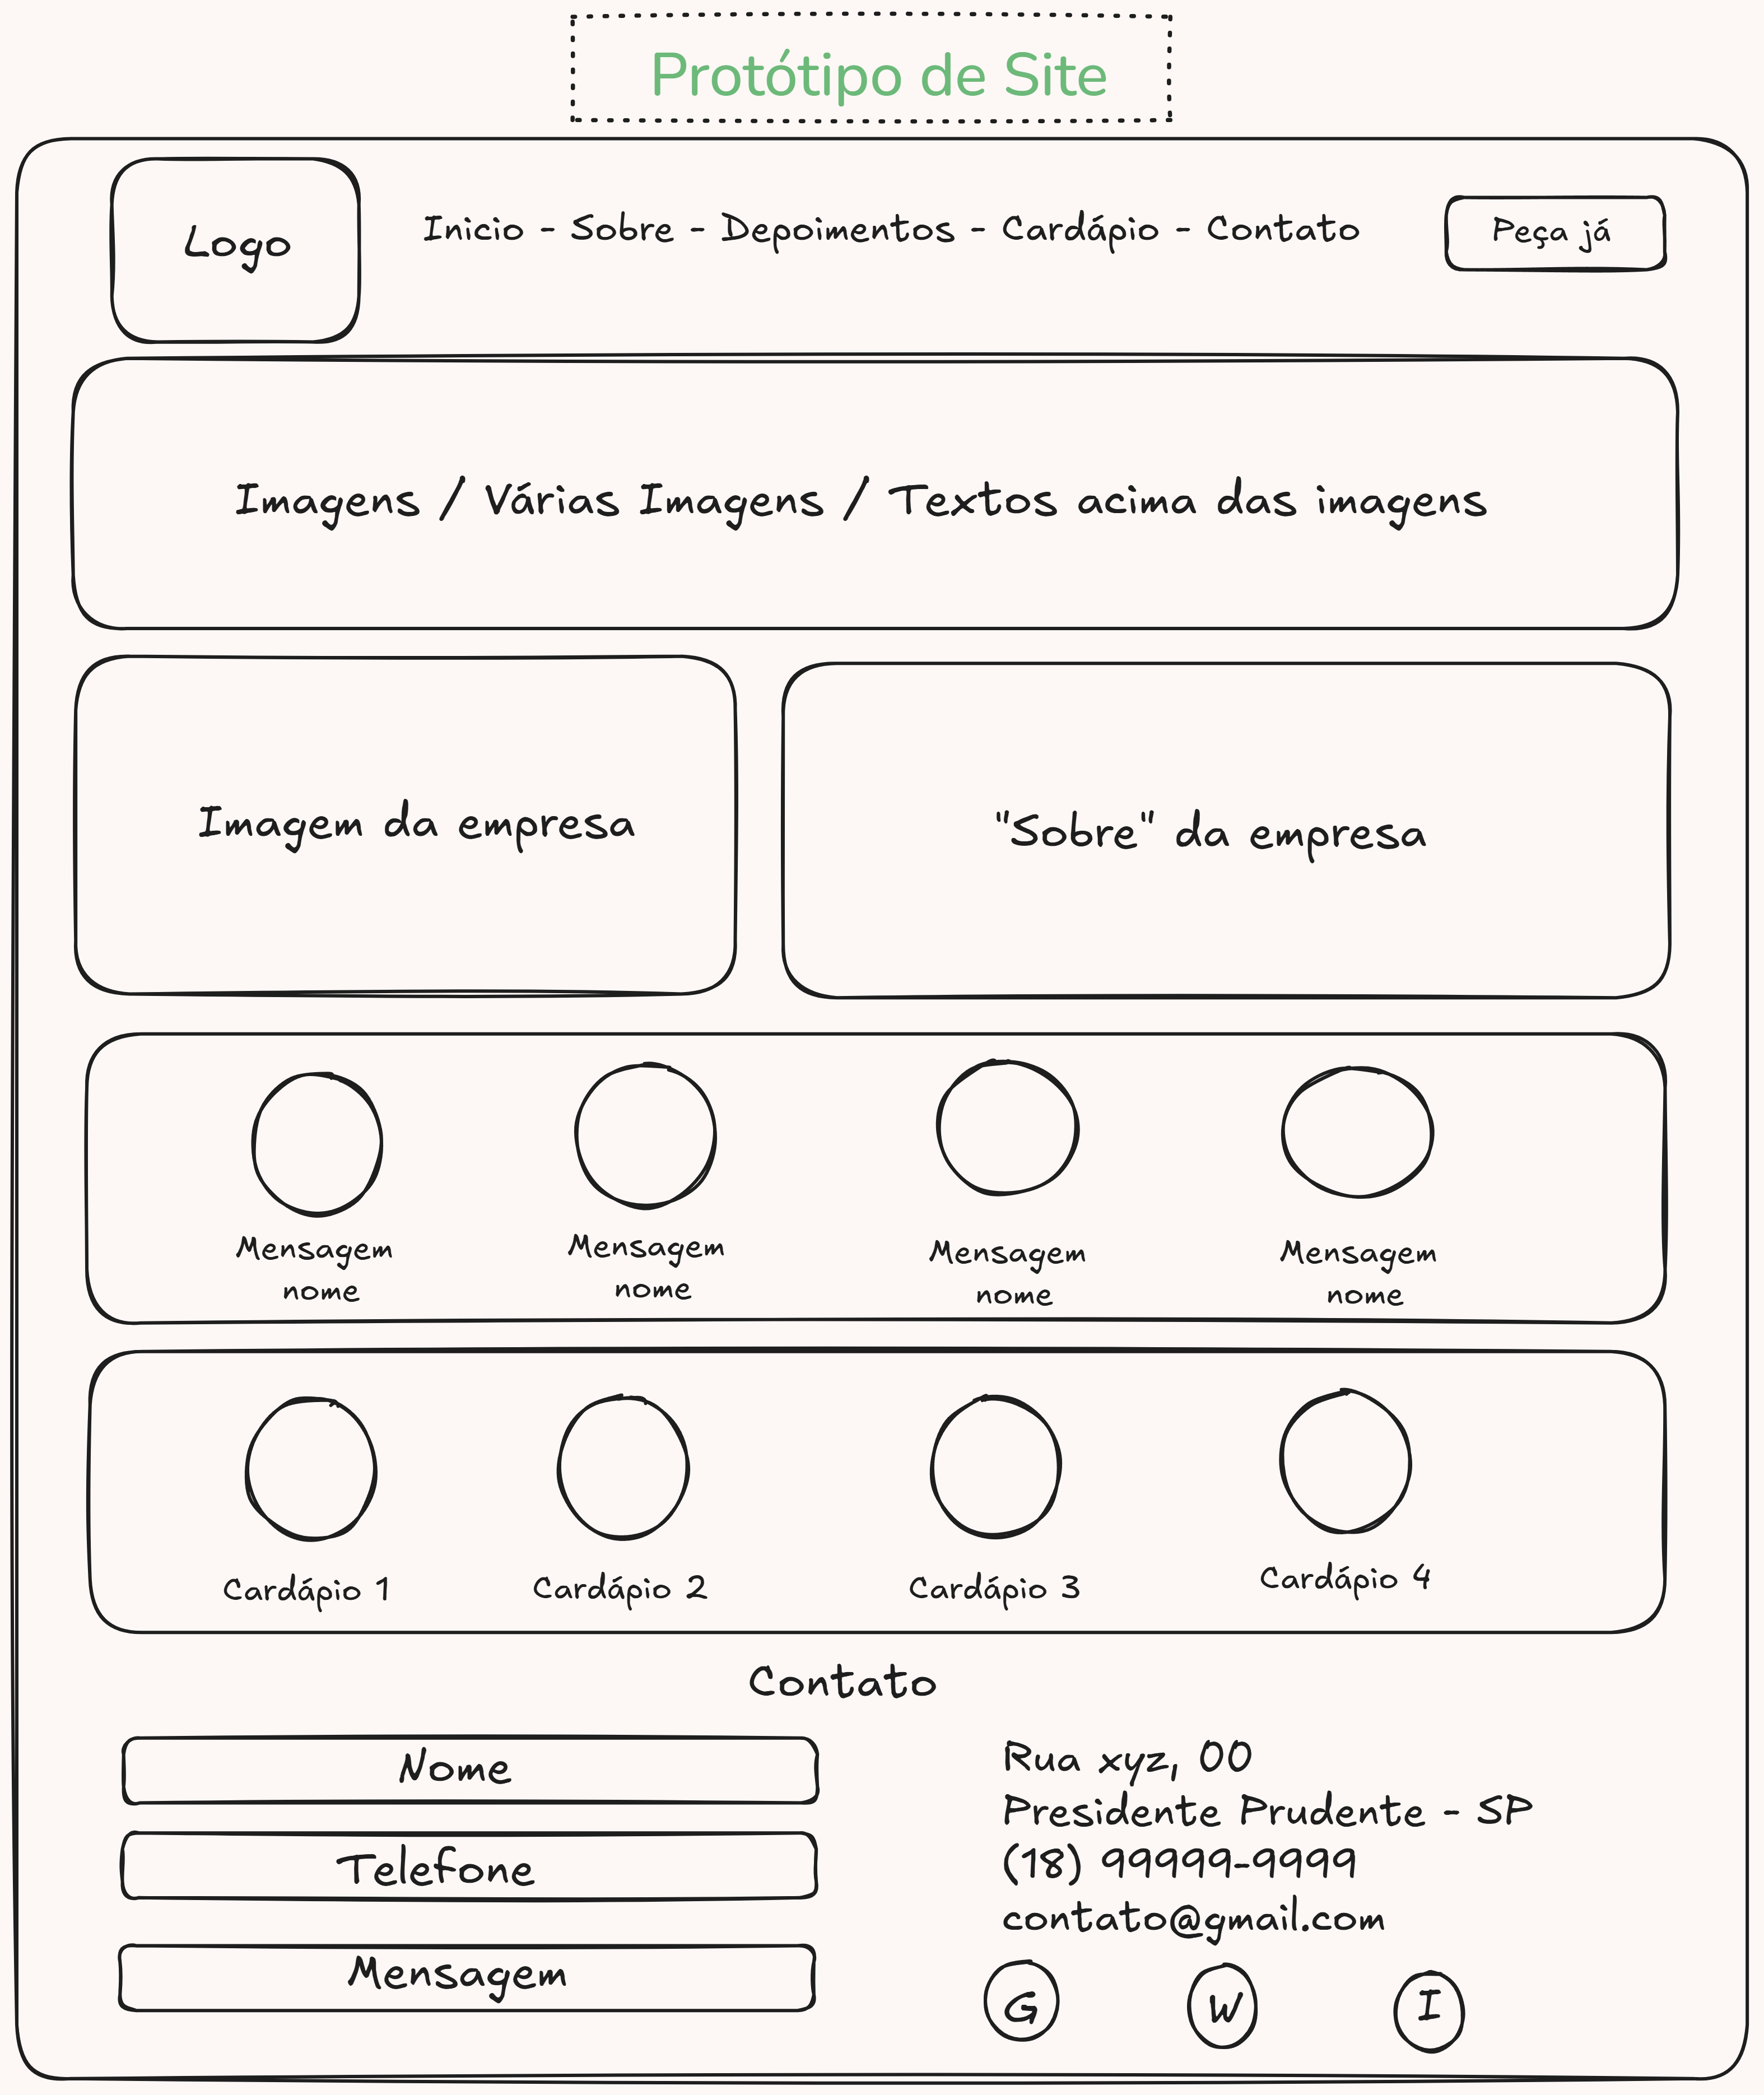 Protótipo de Site
Logo
Inicio - Sobre - Depoimentos - Cardápio - Contato
Peça já
Imagens / Várias Imagens / Textos acima das imagens
Imagem da empresa
"Sobre" da empresa
Mensagem
nome
Mensagem
nome
Mensagem
nome
Mensagem
nome
Cardápio 1
Cardápio 2
Cardápio 3
Cardápio 4
Contato
Nome
Telefone
Mensagem
Rua xyz, 00
Presidente Prudente - SP
(18) 99999-9999
contato@gmail.com
G
W
I